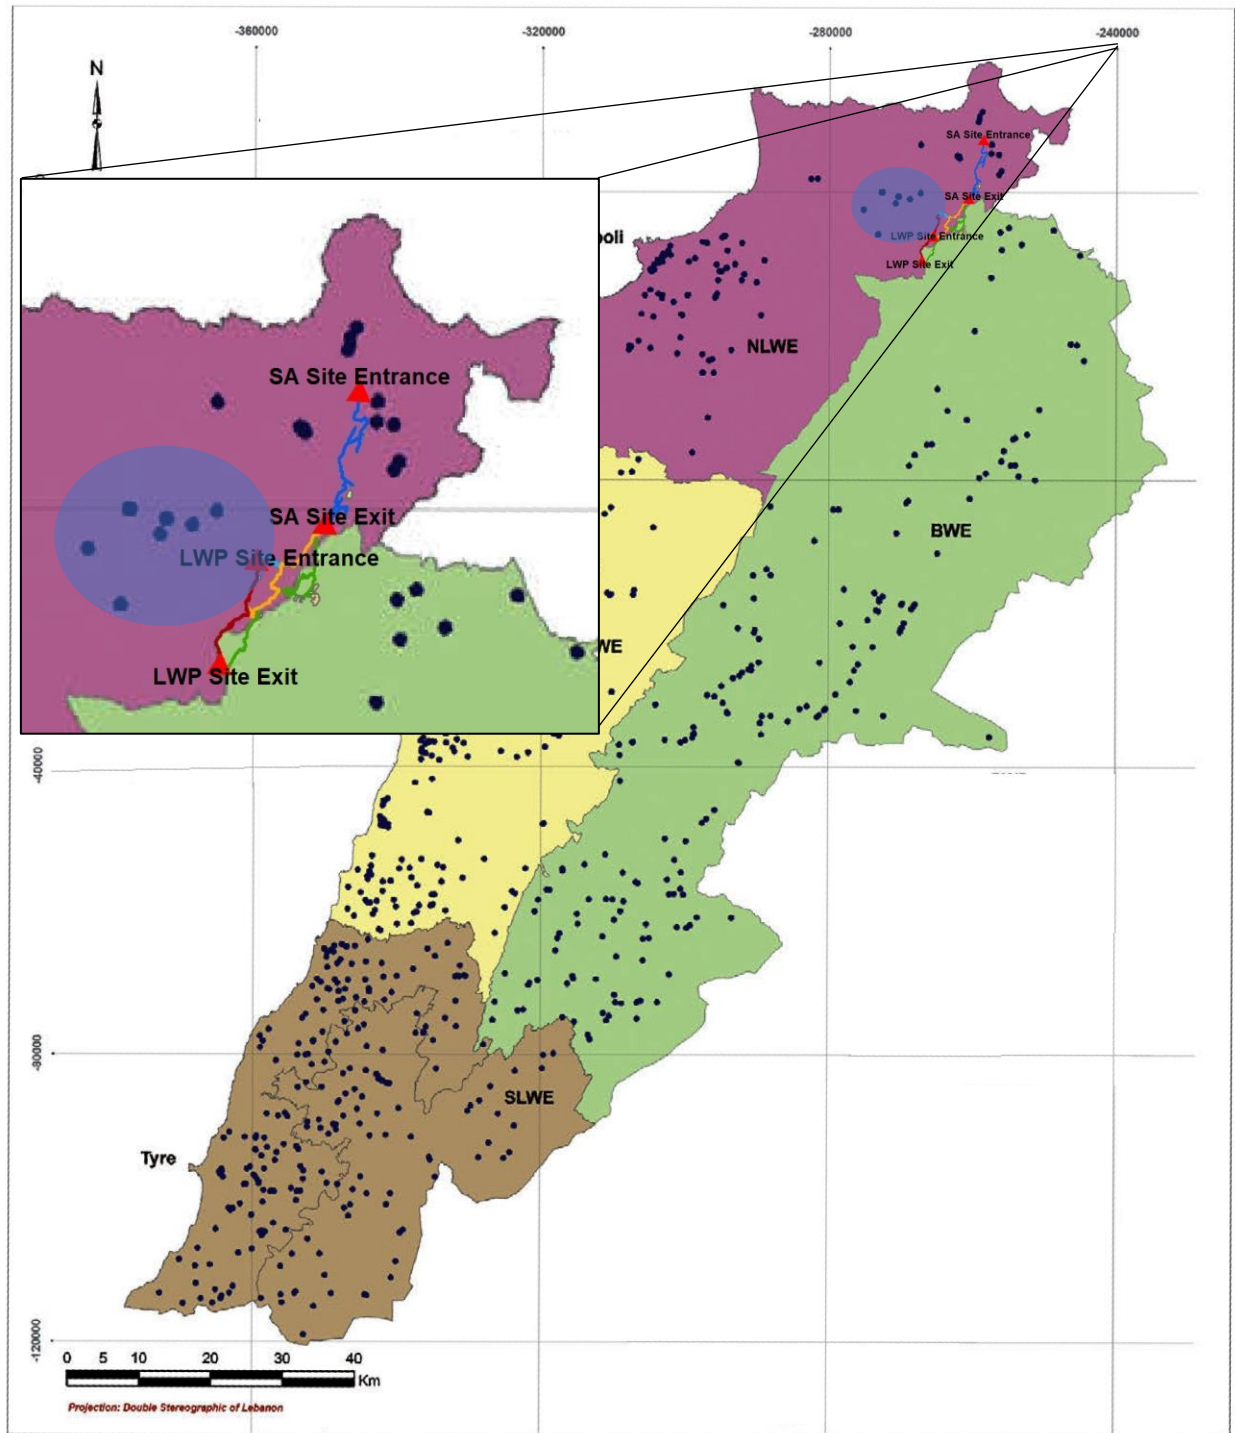 -360000
-320000
-280000
-240000
N
SA Site Entrance
SA Site Exit
LWP Site Entrance
LWP Site Exit
oli
NLWE
SA Site Entrance
SA Site Exit
LWP Site Entrance
LWP Site Exit
BWE
WE
-40000
-80000
SLWE
Tyre
-120000
0 5 10 20 30 40
Km
Projection: Double Stereographic of Lebanon